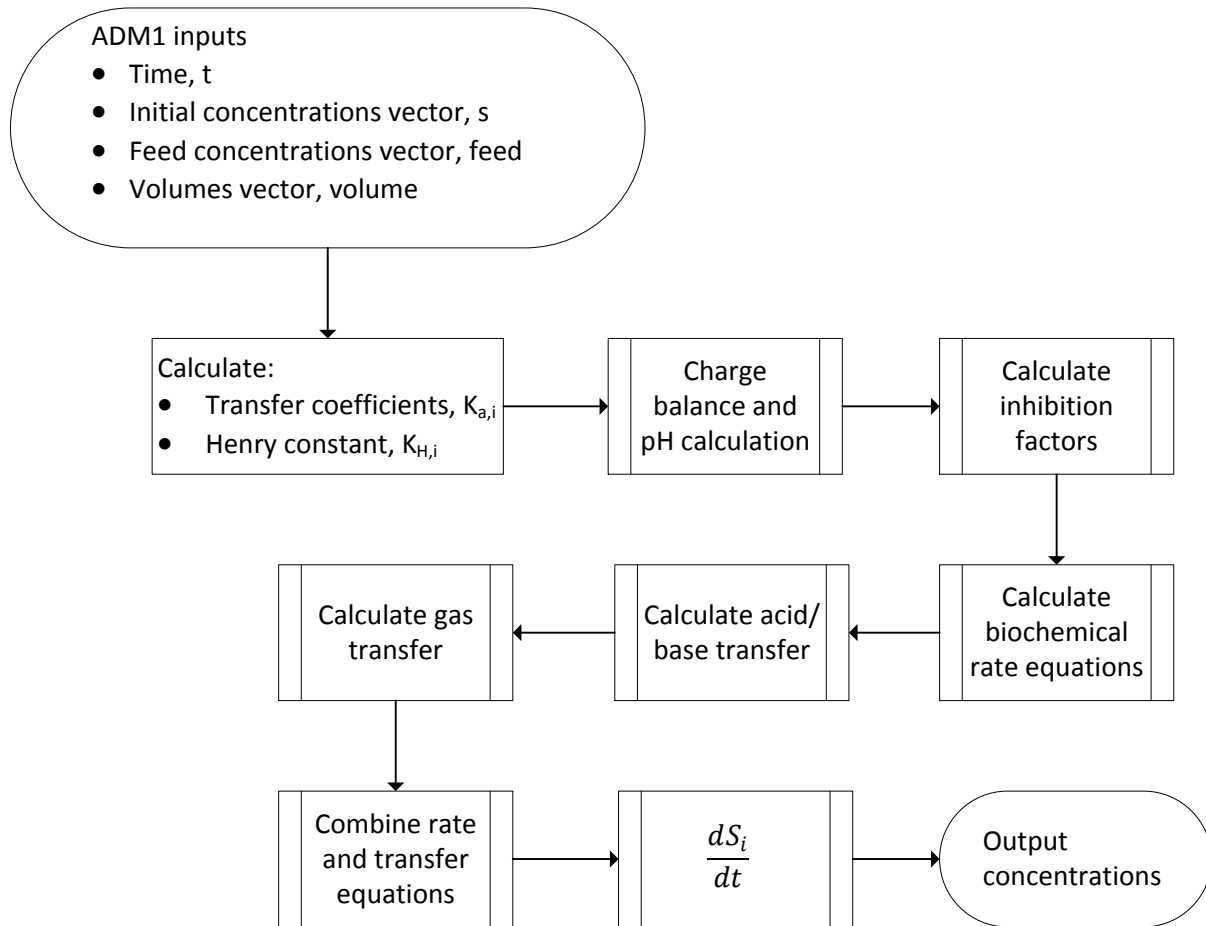 ADM1 inputs
• Time, t
• Initial concentrations vector, s
• Feed concentrations vector, feed
• Volumes vector, volume
Calculate:
• Transfer coefficients, Ka,i
• Henry constant, KH,i
Charge
balance and
pH calculation
Calculate
inhibition
factors
Calculate
biochemical
rate equations
Calculate acid/
base transfer
Calculate gas
transfer
Combine rate
and transfer
equations
dSi
dt
Output
concentrations